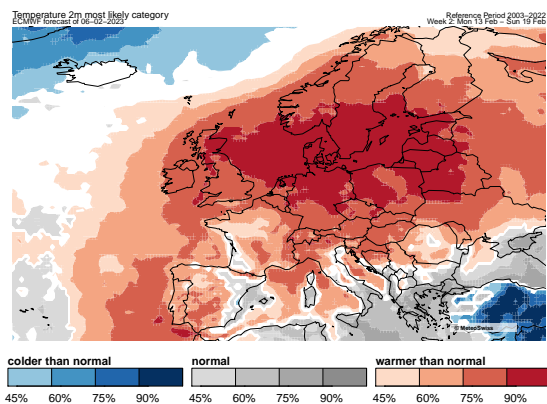 Temperature 2m most likely category
ECMWF forecast of 06-02-2023
Reference Period 2003-2022
Week 2: Mon 13 Feb - Sun 19 Feb
© MeteoSwiss
colder than normal
normal
warmer than normal
45% 60% 75% 90%
45% 60% 75% 90%
45% 60% 75% 90%